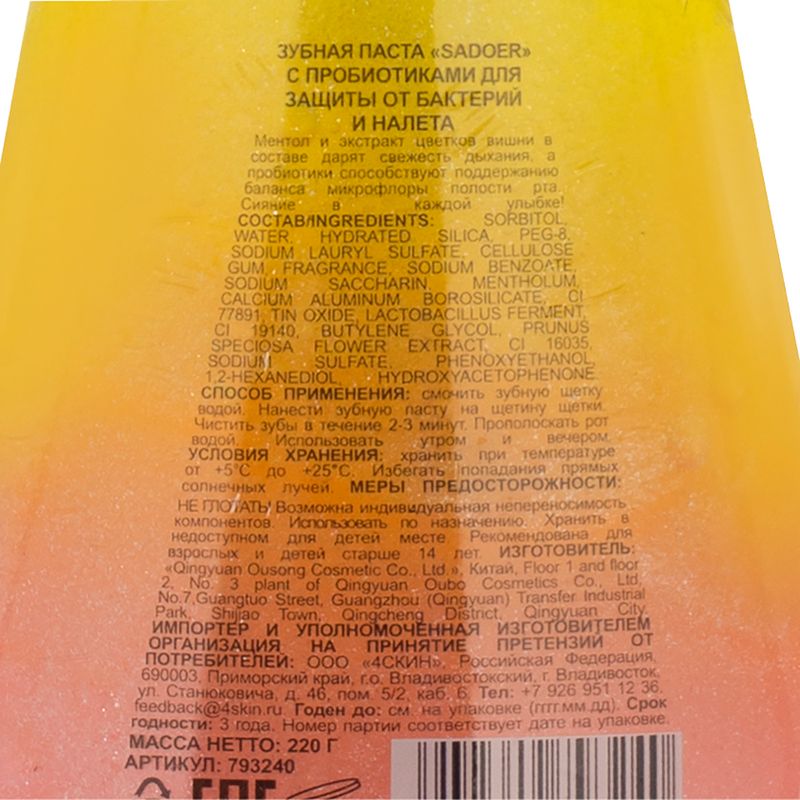 ЗУБНАЯ ПАСТА «SADOER»
С ПРОБИОТИКАМИ ДЛЯ
ЗАЩИТЫ ОТ БАКТЕРИЙ
И НАЛЕТА
Ментол и экстракт цветков вишни в
составе дарят свежесть дыхания, а
пробиотики способствуют поддержанию
баланса микрофлоры полости рта.
Сияние в каждой улыбке!
СОСТАВ/INGREDIENTS: SORBITOL,
WATER, HYDRATED SILICA, PEG-8,
SODIUM LAURYL SULFATE, CELLULOSE
GUM, FRAGRANCE, SODIUM BENZOATE,
SODIUM SACCHARIN, MENTHOLUM,
CALCIUM ALUMINUM BOROSILICATE, CI
77891, TIN OXIDE, LACTOBACILLUS FERMENT,
CI 19140, BUTYLENE GLYCOL, PRUNUS
SPECIOSA FLOWER EXTRACT, CI 16035,
SODIUM SULFATE, PHENOXYETHANOL,
1,2-HEXANEDIOL, HYDROXYACETOPHENONE.
СПОСОБ ПРИМЕНЕНИЯ: смочить зубную щетку
водой. Нанести зубную пасту на щетину щетки.
Чистить зубы в течение 2-3 минут. Прополоскать рот
водой. Использовать утром и вечером.
УСЛОВИЯ ХРАНЕНИЯ: хранить при температуре
от +5°С до +25°С. Избегать попадания прямых
солнечных лучей. МЕРЫ ПРЕДОСТОРОЖНОСТИ:
НЕ ГЛОТАТЬ! Возможна индивидуальная непереносимость
компонентов. Использовать по назначению. Хранить в
недоступном для детей месте. Рекомендована для
взрослых и детей старше 14 лет. ИЗГОТОВИТЕЛЬ:
«Qingyuan Ousong Cosmetic Co., Ltd.», Китай, Floor 1 and floor
2, No. 3 plant of Qingyuan Oubo Cosmetics Co., Ltd,
No.7,Guangtuo Street, Guangzhou (Qingyuan) Transfer Industrial
Park, Shijiao Town, Qingcheng District, Qingyuan City.
ИМПОРТЕР И УПОЛНОМОЧЕННАЯ ИЗГОТОВИТЕЛЕМ
ОРГАНИЗАЦИЯ НА ПРИНЯТИЕ ПРЕТЕНЗИЙ ОТ
ПОТРЕБИТЕЛЕЙ: ООО «4СКИН», Российская Федерация,
690003, Приморский край, г.о. Владивостокский, г. Владивосток,
ул. Станюковича, д. 46, пом. 5/2, каб. 6. Тел: +7 926 951 12 36.
feedback@4skin.ru. Годен до: см. на упаковке (гггг.мм.дд). Срок
годности: 3 года. Номер партии соответствует дате на упаковке.
МАССА НЕТТО: 220 Г
АРТИКУЛ: 793240